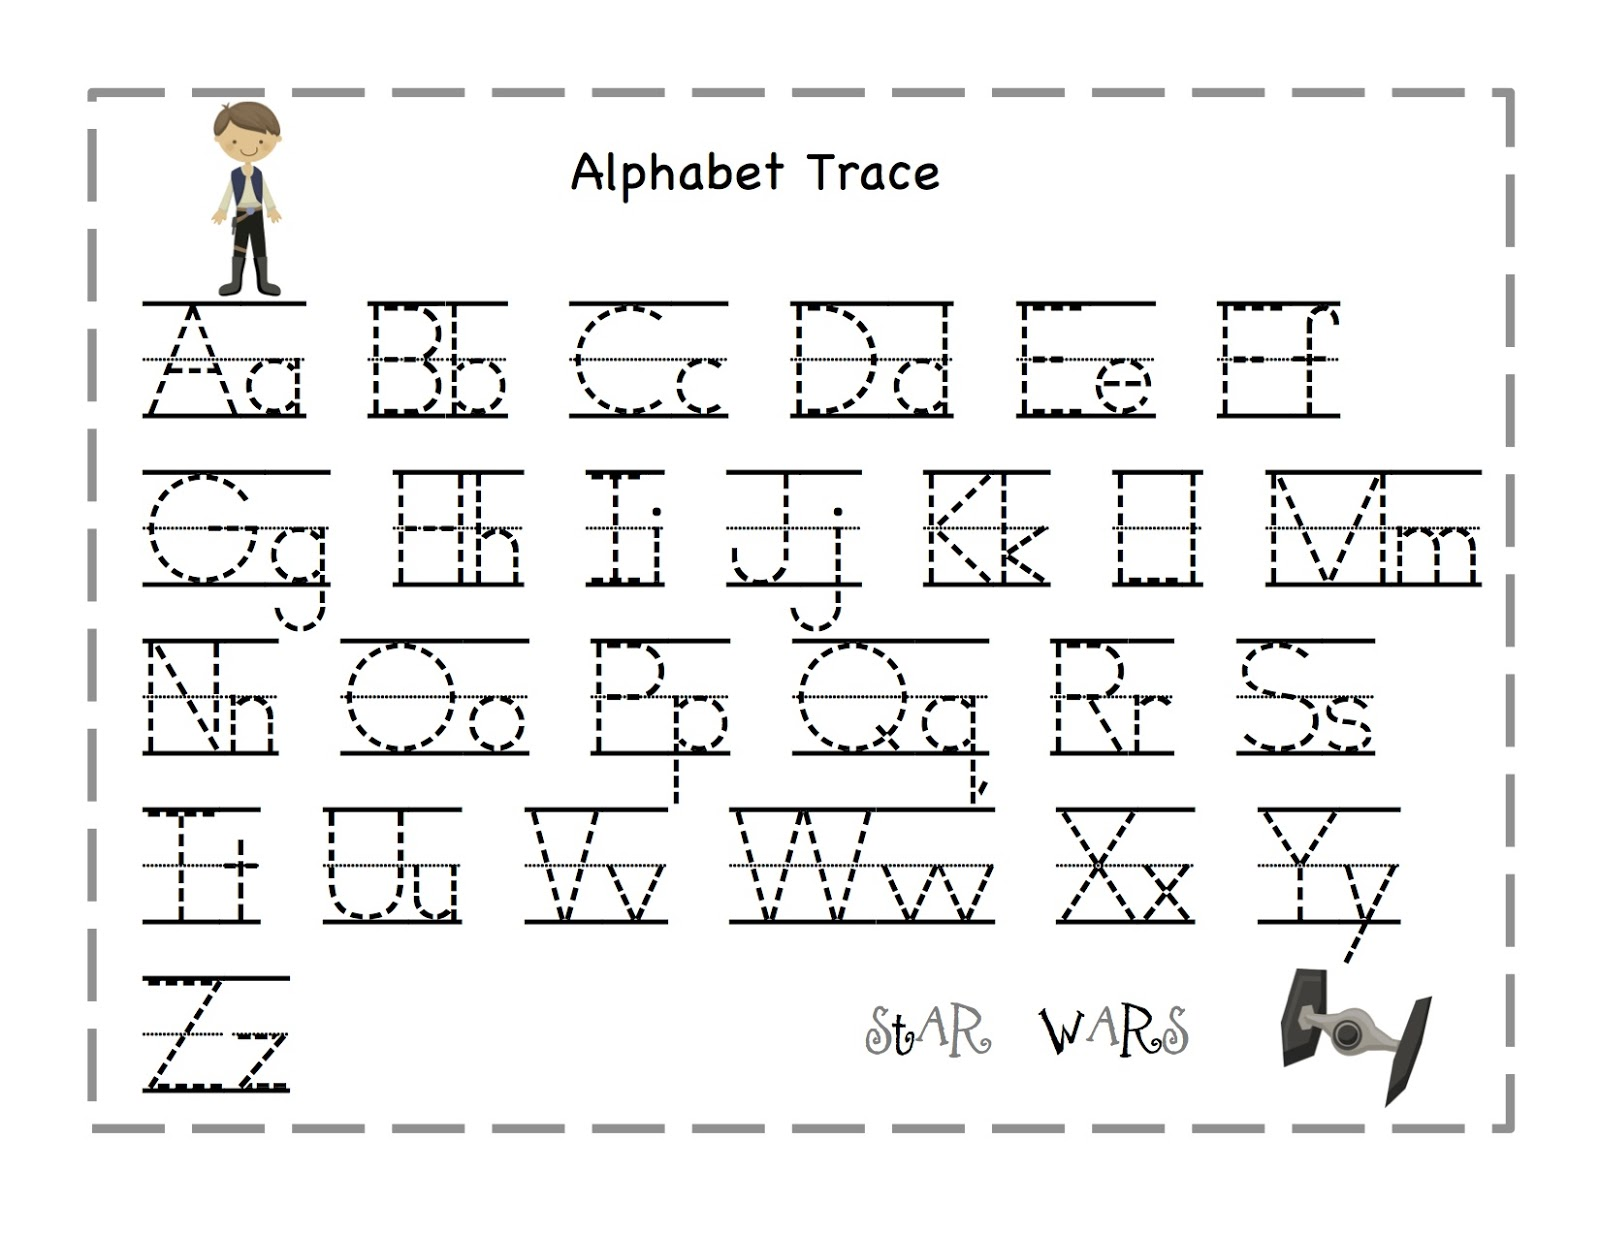 Alphabet Trace
Aa Bb Cc Dd Ee Ff
Gg Hh Ii Jj Kk Ll Mm
Nn Oo Pp Qq Rr Ss
Tt Uu Vv Ww Xx Yy
Zz
StAR WARS